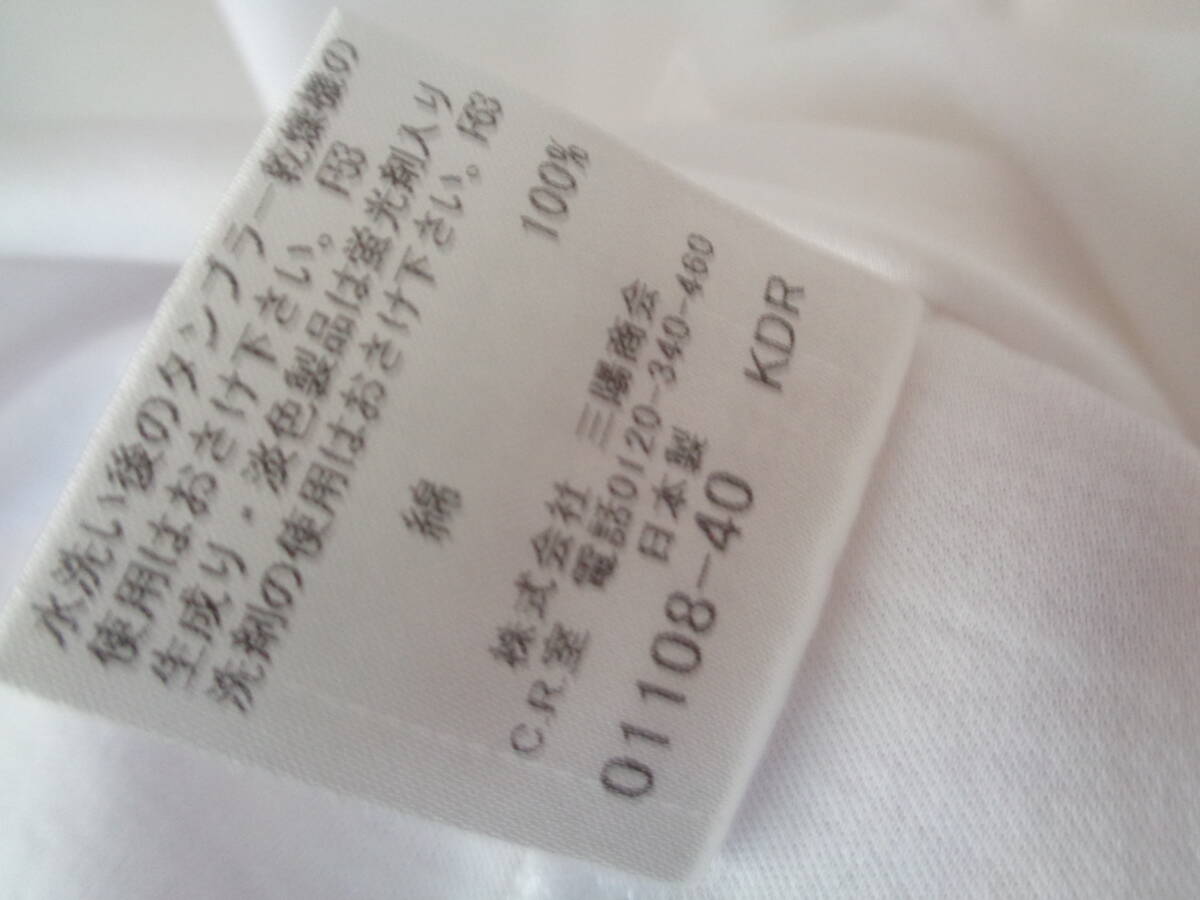 水洗い後のタンブラー乾燥機の
使用はおさけ下さい。 F53
生成り・淡色製品は蛍光剤入り
洗剤の使用はおさけ下さい。F63
綿 100%
株式会社 三陽商会
C.R.室 電話0120-340-460
日本製
01108-40 KDR